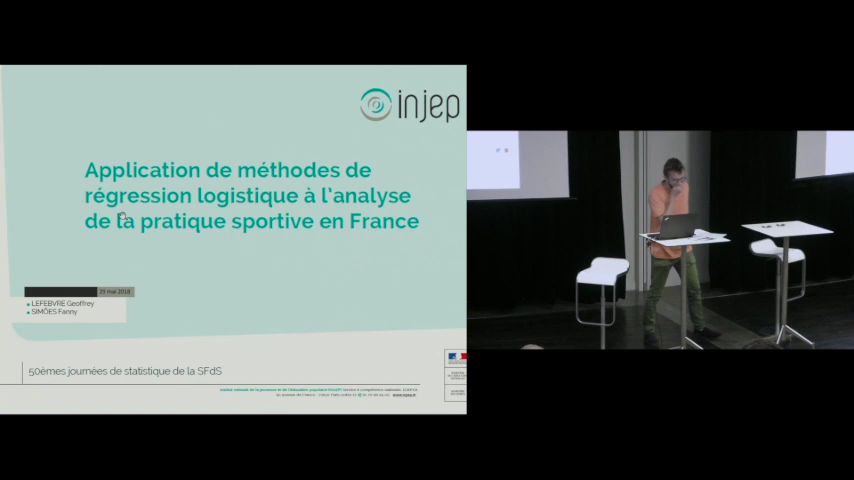 injep
Application de méthodes de
régression logistique à l'analyse
de la pratique sportive en France
29 mai 2018
LEFEBVRE Geoffrey
SIMÕES Fanny
50èmes journées de statistique de la SFdS